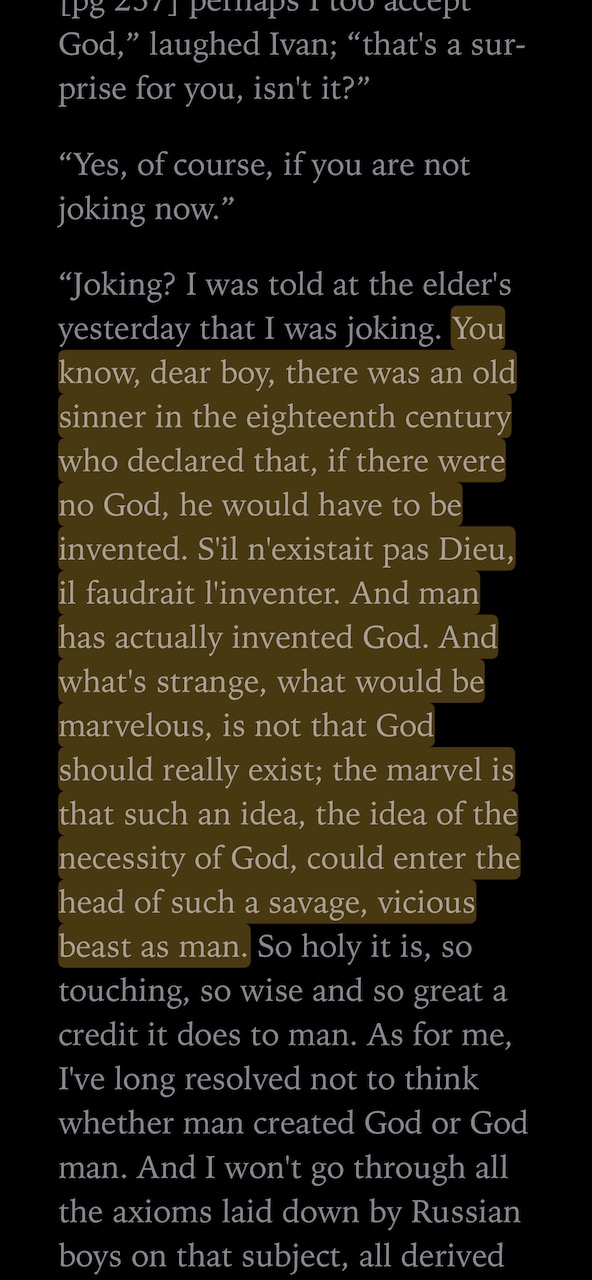 [pg 257] perhaps I too accept
God,” laughed Ivan; “that's a sur-
prise for you, isn't it?”
“Yes, of course, if you are not
joking now.”
“Joking? I was told at the elder's
yesterday that I was joking. You
know, dear boy, there was an old
sinner in the eighteenth century
who declared that, if there were
no God, he would have to be
invented. S'il n'existait pas Dieu,
il faudrait l'inventer. And man
has actually invented God. And
what's strange, what would be
marvelous, is not that God
should really exist; the marvel is
that such an idea, the idea of the
necessity of God, could enter the
head of such a savage, vicious
beast as man. So holy it is, so
touching, so wise and so great a
credit it does to man. As for me,
I've long resolved not to think
whether man created God or God
man. And I won't go through all
the axioms laid down by Russian
boys on that subject, all derived